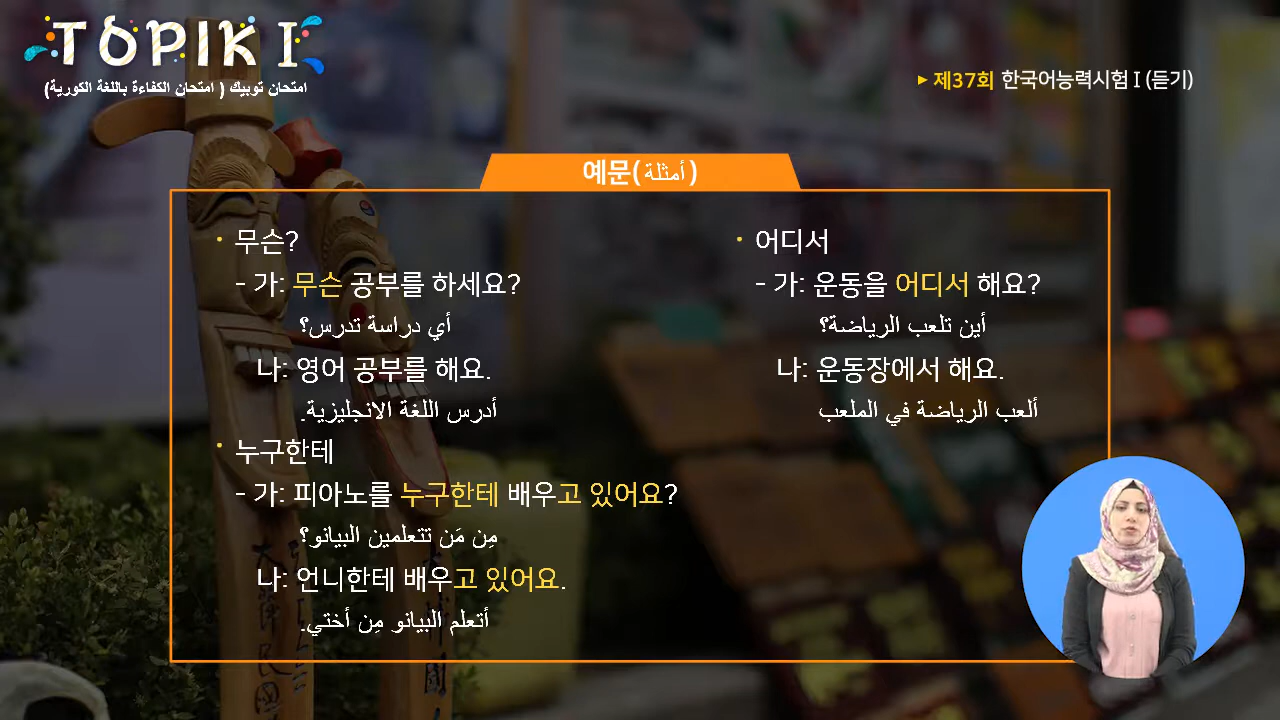 TOPIK I
امتحان توبيك ( امتحان الكفاءة باللغة الكورية)
▸ 제37회 한국어능력시험 I (듣기)
예문(أمثلة)
• 무슨?
- 가: 무슨 공부를 하세요?
أي دراسة تدرس؟
나: 영어 공부를 해요.
أدرس اللغة الانجليزية.
• 누구한테
- 가: 피아노를 누구한테 배우고 있어요?
مِن مَن تتعلمين البيانو؟
나: 언니한테 배우고 있어요.
أتعلم البيانو مِن أختي.
• 어디서
- 가: 운동을 어디서 해요?
أين تلعب الرياضة؟
나: 운동장에서 해요.
ألعب الرياضة في الملعب